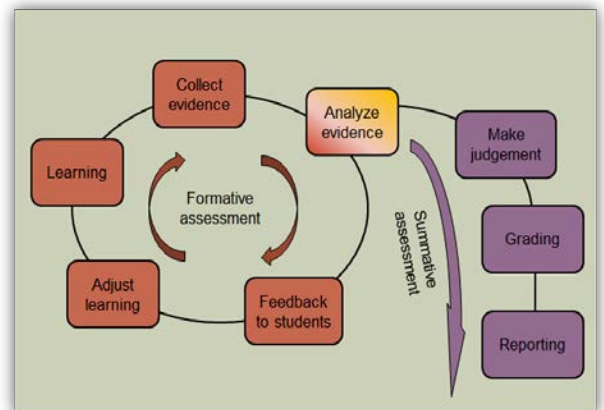 Collect
evidence
Analyze
evidence
Make
judgement
Learning
Formative
assessment
Summative
assessment
Grading
Adjust
learning
Feedback
to students
Reporting